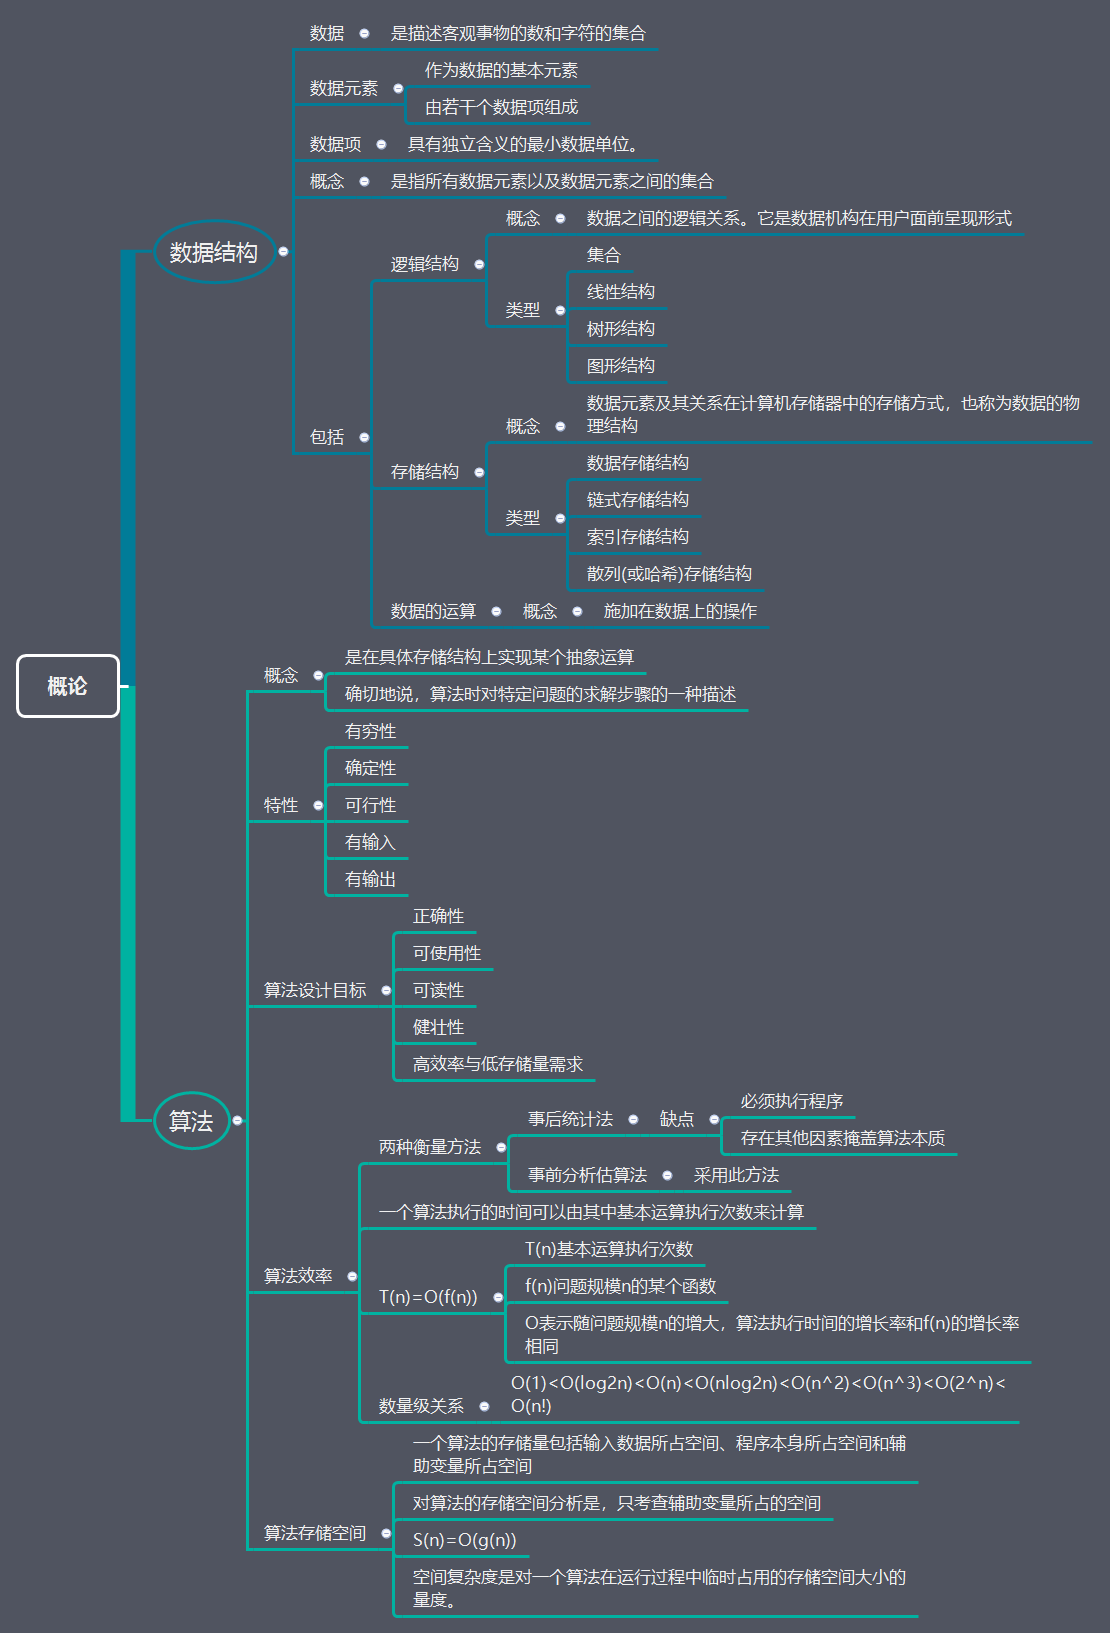 概论
数据结构
数据
是描述客观事物的数和字符的集合
数据元素
作为数据的基本元素
由若干个数据项组成
数据项
具有独立含义的最小数据单位。
概念
是指所有数据元素以及数据元素之间的集合
包括
逻辑结构
概念
数据之间的逻辑关系。它是数据机构在用户面前呈现形式
类型
集合
线性结构
树形结构
图形结构
存储结构
概念
数据元素及其关系在计算机存储器中的存储方式，也称为数据的物
理结构
类型
数据存储结构
链式存储结构
索引存储结构
散列(或哈希)存储结构
数据的运算
概念
施加在数据上的操作
算法
概念
是在具体存储结构上实现某个抽象运算
确切地说，算法时对特定问题的求解步骤的一种描述
特性
有穷性
确定性
可行性
有输入
有输出
算法设计目标
正确性
可使用性
可读性
健壮性
高效率与低存储量需求
算法效率
两种衡量方法
事后统计法
缺点
必须执行程序
存在其他因素掩盖算法本质
事前分析估算法
采用此方法
一个算法执行的时间可以由其中基本运算执行次数来计算
T(n)=O(f(n))
T(n)基本运算执行次数
f(n)问题规模n的某个函数
O表示随问题规模n的增大，算法执行时间的增长率和f(n)的增长率
相同
数量级关系
O(1)<O(log2n)<O(n)<O(nlog2n)<O(n^2)<O(n^3)<O(2^n)<
O(n!)
算法存储空间
一个算法的存储量包括输入数据所占空间、程序本身所占空间和辅
助变量所占空间
对算法的存储空间分析是，只考查辅助变量所占的空间
S(n)=O(g(n))
空间复杂度是对一个算法在运行过程中临时占用的存储空间大小的
量度。